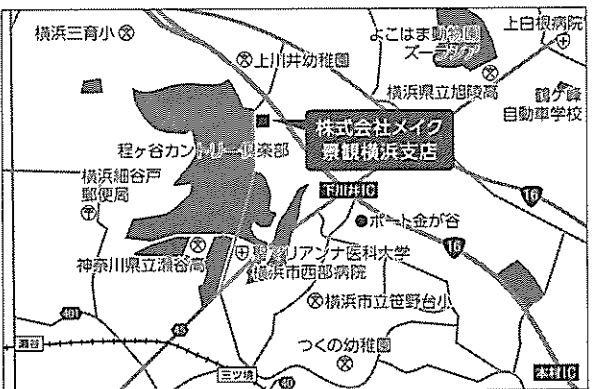 横浜三育小
よこはま動物園
ズーラシア
上白根病院
上川井幼稚園
横浜県立旭陵高
鶴ケ峰
自動車学校
株式会社メイク
景観横浜支店
程ヶ谷カントリー倶楽部
横浜細谷戸
郵便局
下川井IC
16
ポート金が谷
16
神奈川県立瀬谷高
聖マリアンナ医科大学
横浜市西部病院
横浜市立笹野台小
401
45
瀬谷
つくの幼稚園
三ツ境
40
本村IC